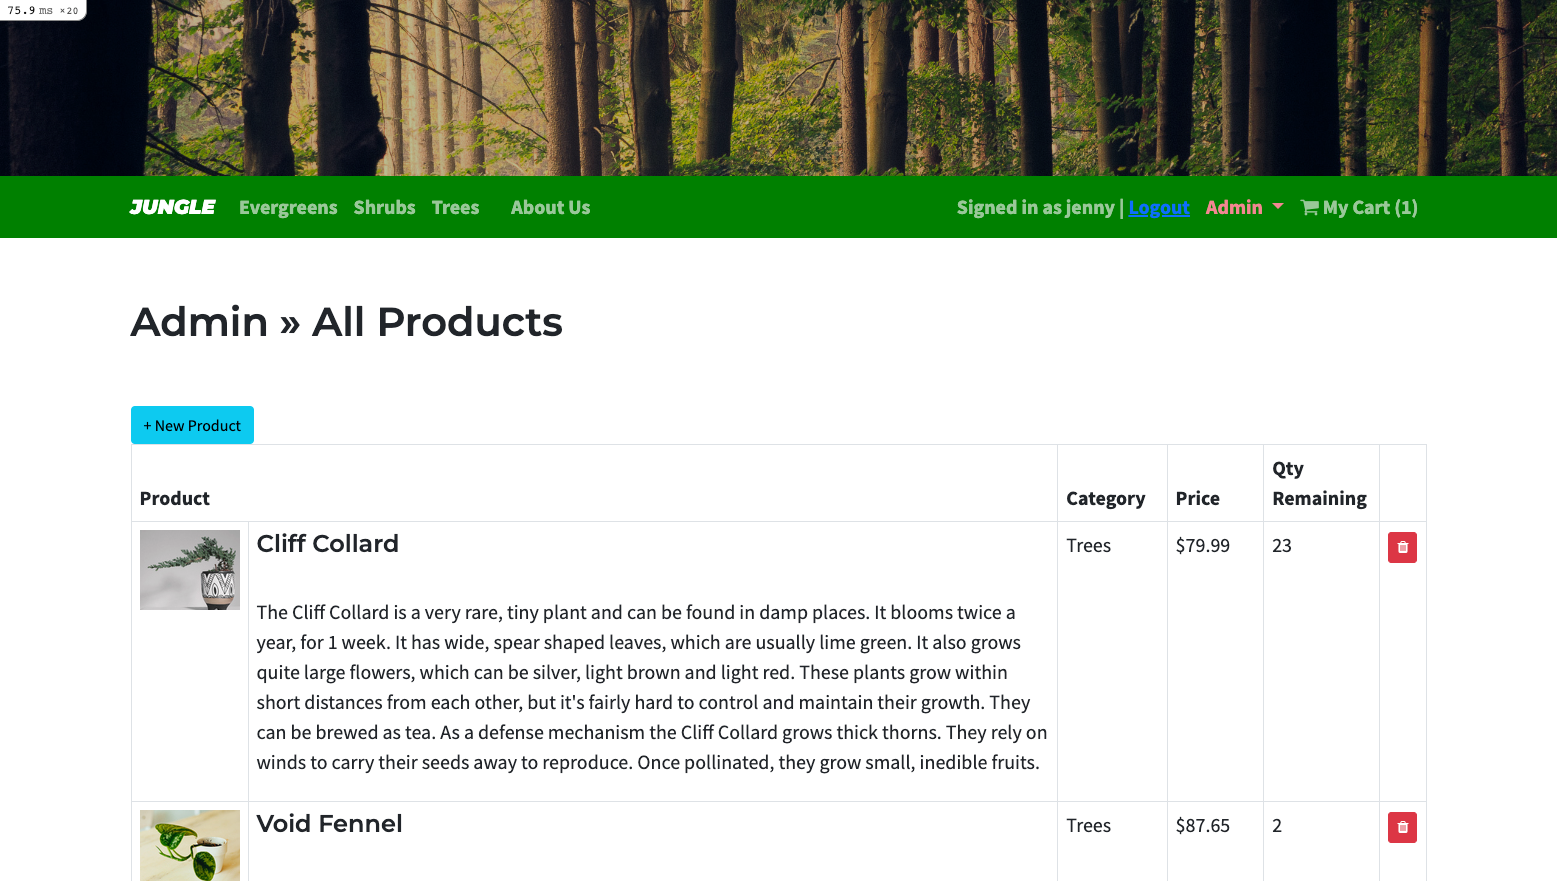 75.9 ms ×20
JUNGLE Evergreens Shrubs Trees About Us Signed in as jenny | Logout Admin My Cart (1)
Admin » All Products
+ New Product
Product Category Price Qty Remaining
Cliff Collard Trees $79.99 23
The Cliff Collard is a very rare, tiny plant and can be found in damp places. It blooms twice a
year, for 1 week. It has wide, spear shaped leaves, which are usually lime green. It also grows
quite large flowers, which can be silver, light brown and light red. These plants grow within
short distances from each other, but it's fairly hard to control and maintain their growth. They
can be brewed as tea. As a defense mechanism the Cliff Collard grows thick thorns. They rely on
winds to carry their seeds away to reproduce. Once pollinated, they grow small, inedible fruits.
Void Fennel Trees $87.65 2